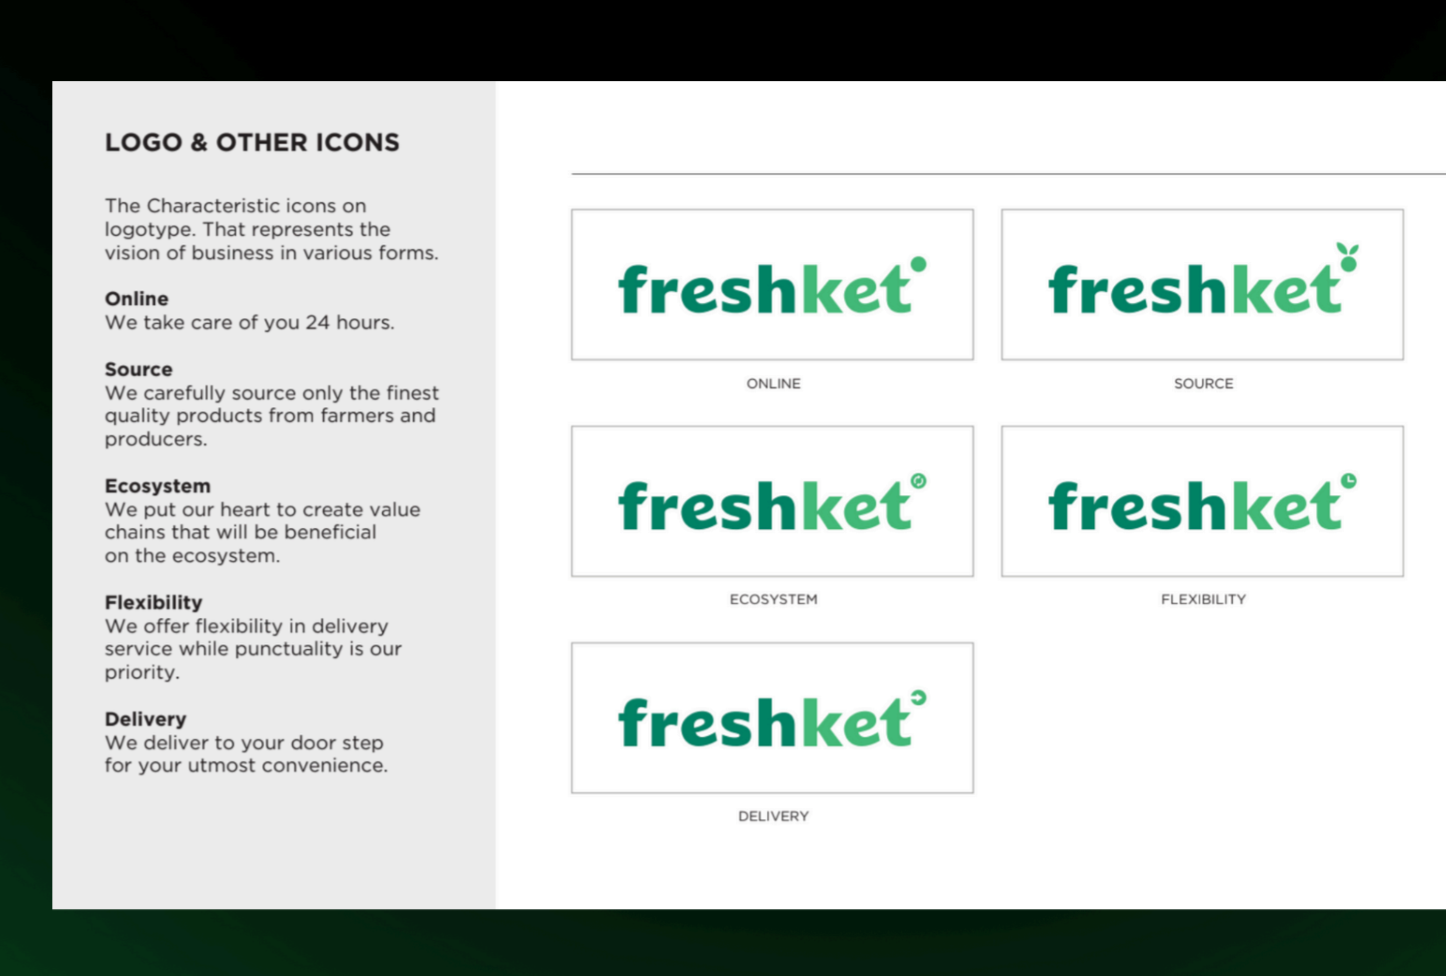 LOGO & OTHER ICONS
The Characteristic icons on
logotype. That represents the
vision of business in various forms.
Online
We take care of you 24 hours.
Source
We carefully source only the finest
quality products from farmers and
producers.
Ecosystem
We put our heart to create value
chains that will be beneficial
on the ecosystem.
Flexibility
We offer flexibility in delivery
service while punctuality is our
priority.
Delivery
We deliver to your door step
for your utmost convenience.
freshket
ONLINE
freshket
SOURCE
freshket
ECOSYSTEM
freshket
FLEXIBILITY
freshket
DELIVERY